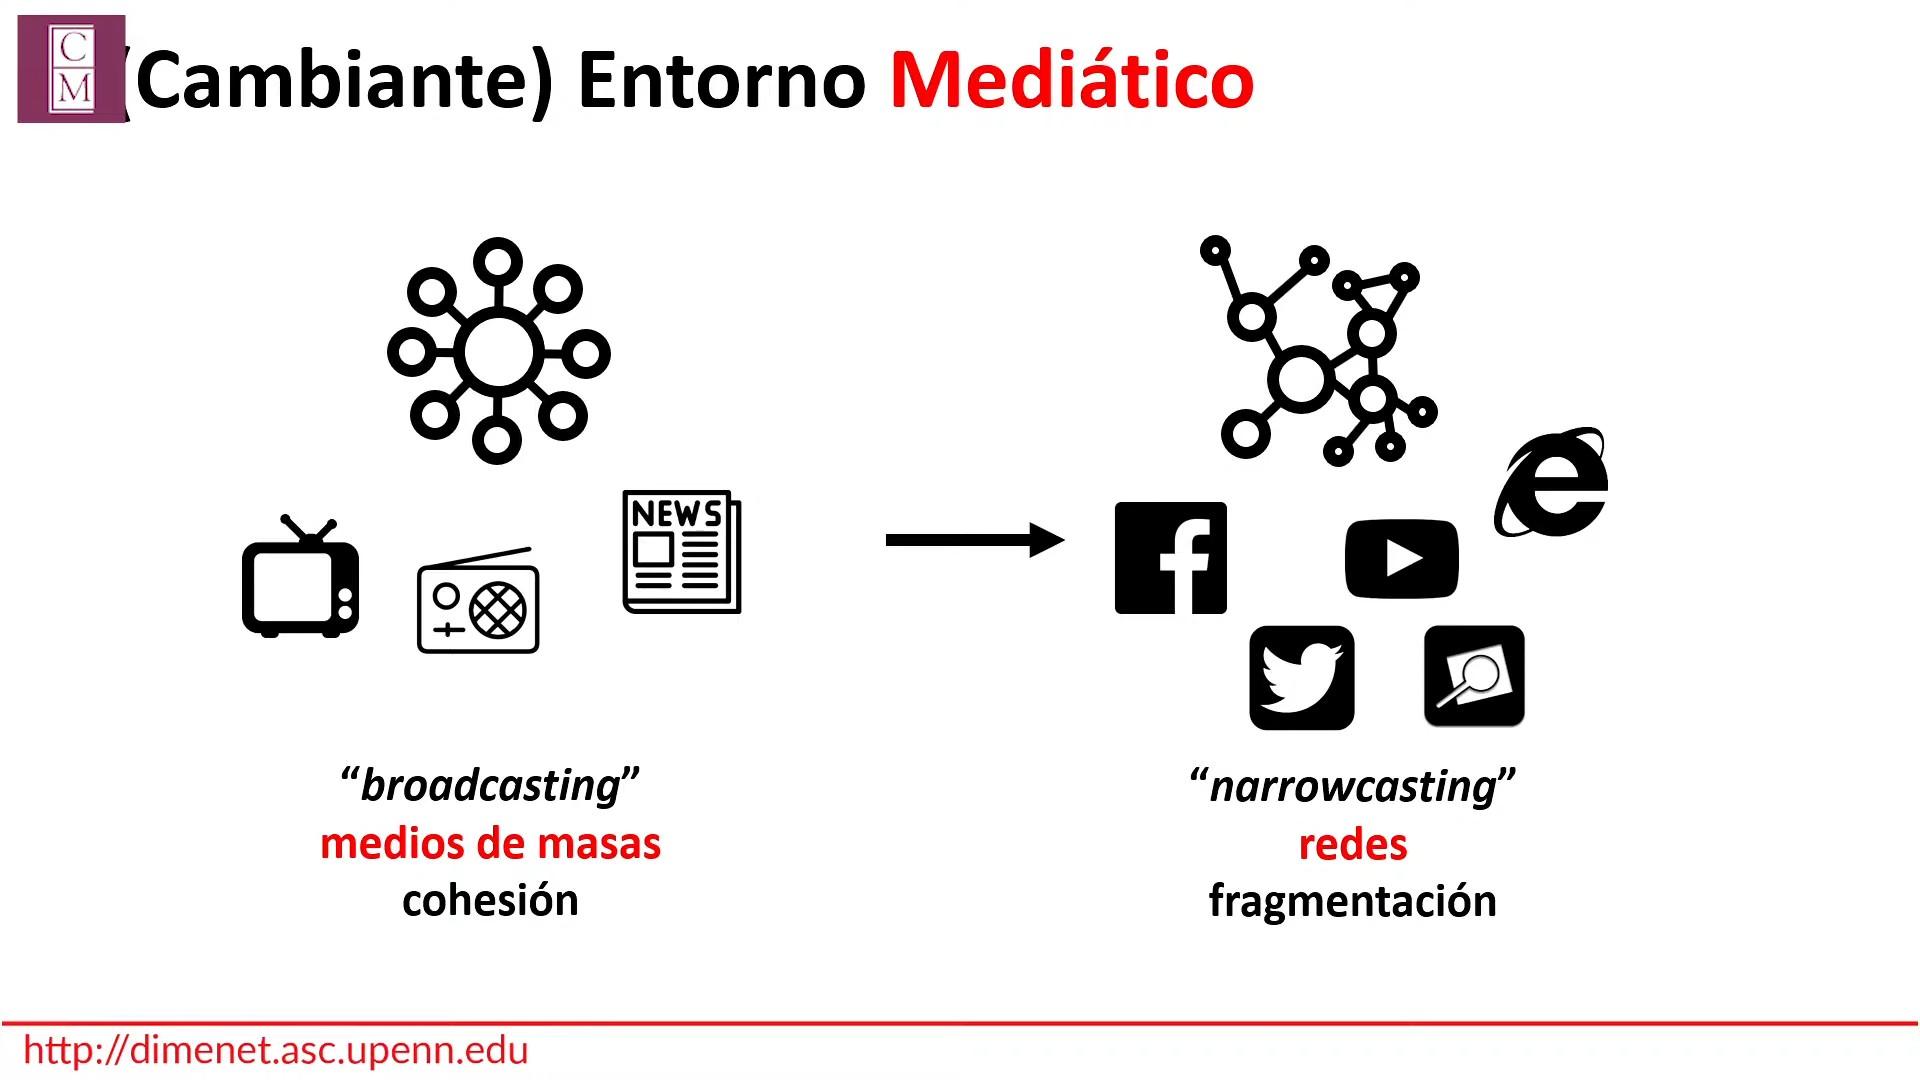 C
M
(Cambiante) Entorno Mediático
NEWS
“broadcasting”
medios de masas
cohesión
“narrowcasting”
redes
fragmentación
http://dimenet.asc.upenn.edu